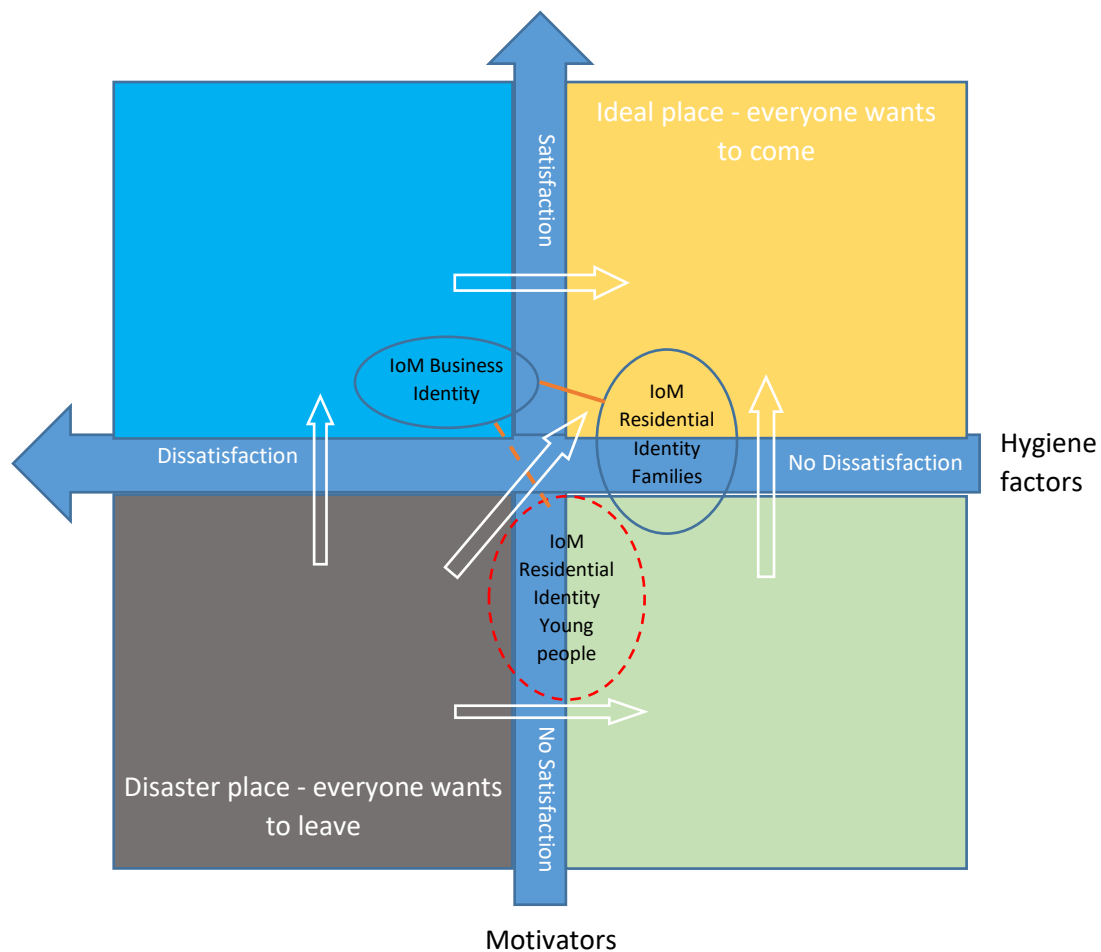 Ideal place - everyone wants
to come
Satisfaction
IoM Business
Identity
IoM
Residential
Identity
Families
Dissatisfaction
No Dissatisfaction
Hygiene
factors
IoM
Residential
Identity
Young
people
No Satisfaction
Disaster place - everyone wants
to leave
Motivators